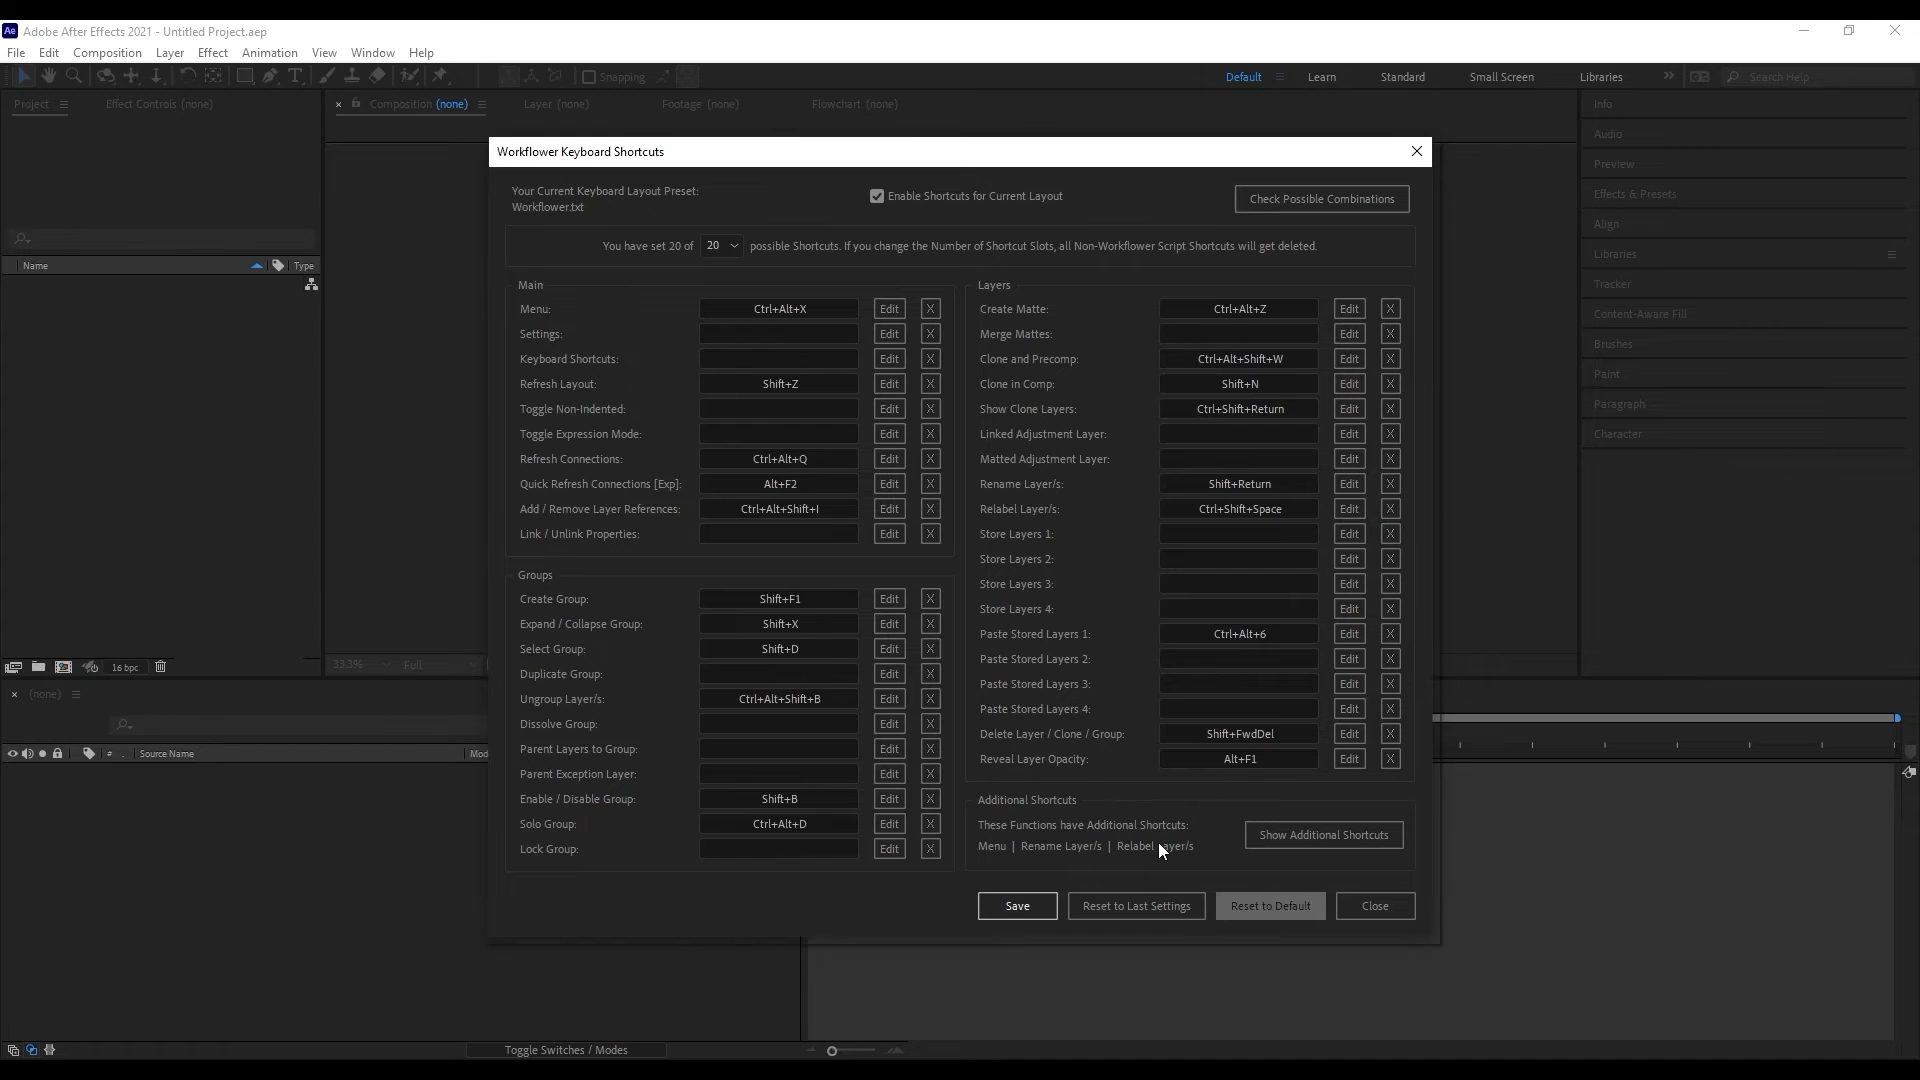 Ae Adobe After Effects 2021 - Untitled Project.aep
File Edit Composition Layer Effect Animation View Window Help
Snapping Default Learn Standard Small Screen Libraries Search Help
Project Effect Controls (none)
Composition (none) Layer (none) Footage (none) Flowchart (none)
Name Type
16 bpc
33.3% Full
(none)
# Source Name Mod
Toggle Switches / Modes
Info
Audio
Preview
Effects & Presets
Align
Libraries
Tracker
Content-Aware Fill
Brushes
Paint
Paragraph
Character
Workflower Keyboard Shortcuts
Your Current Keyboard Layout Preset:
Workflower.txt
Enable Shortcuts for Current Layout
Check Possible Combinations
You have set 20 of 20 possible Shortcuts. If you change the Number of Shortcut Slots, all Non-Workflower Script Shortcuts will get deleted.
Main
Menu: Ctrl+Alt+X Edit X
Settings: Edit X
Keyboard Shortcuts: Edit X
Refresh Layout: Shift+Z Edit X
Toggle Non-Indented: Edit X
Toggle Expression Mode: Edit X
Refresh Connections: Ctrl+Alt+Q Edit X
Quick Refresh Connections [Exp]: Alt+F2 Edit X
Add / Remove Layer References: Ctrl+Alt+Shift+I Edit X
Link / Unlink Properties: Edit X
Groups
Create Group: Shift+F1 Edit X
Expand / Collapse Group: Shift+X Edit X
Select Group: Shift+D Edit X
Duplicate Group: Edit X
Ungroup Layer/s: Ctrl+Alt+Shift+B Edit X
Dissolve Group: Edit X
Parent Layers to Group: Edit X
Parent Exception Layer: Edit X
Enable / Disable Group: Shift+B Edit X
Solo Group: Ctrl+Alt+D Edit X
Lock Group: Edit X
Layers
Create Matte: Ctrl+Alt+Z Edit X
Merge Mattes: Edit X
Clone and Precomp: Ctrl+Alt+Shift+W Edit X
Clone in Comp: Shift+N Edit X
Show Clone Layers: Ctrl+Shift+Return Edit X
Linked Adjustment Layer: Edit X
Matted Adjustment Layer: Edit X
Rename Layer/s: Shift+Return Edit X
Relabel Layer/s: Ctrl+Shift+Space Edit X
Store Layers 1: Edit X
Store Layers 2: Edit X
Store Layers 3: Edit X
Store Layers 4: Edit X
Paste Stored Layers 1: Ctrl+Alt+6 Edit X
Paste Stored Layers 2: Edit X
Paste Stored Layers 3: Edit X
Paste Stored Layers 4: Edit X
Delete Layer / Clone / Group: Shift+FwdDel Edit X
Reveal Layer Opacity: Alt+F1 Edit X
Additional Shortcuts
These Functions have Additional Shortcuts:
Menu | Rename Layer/s | Relabel Layer/s
Show Additional Shortcuts
Save Reset to Last Settings Reset to Default Close